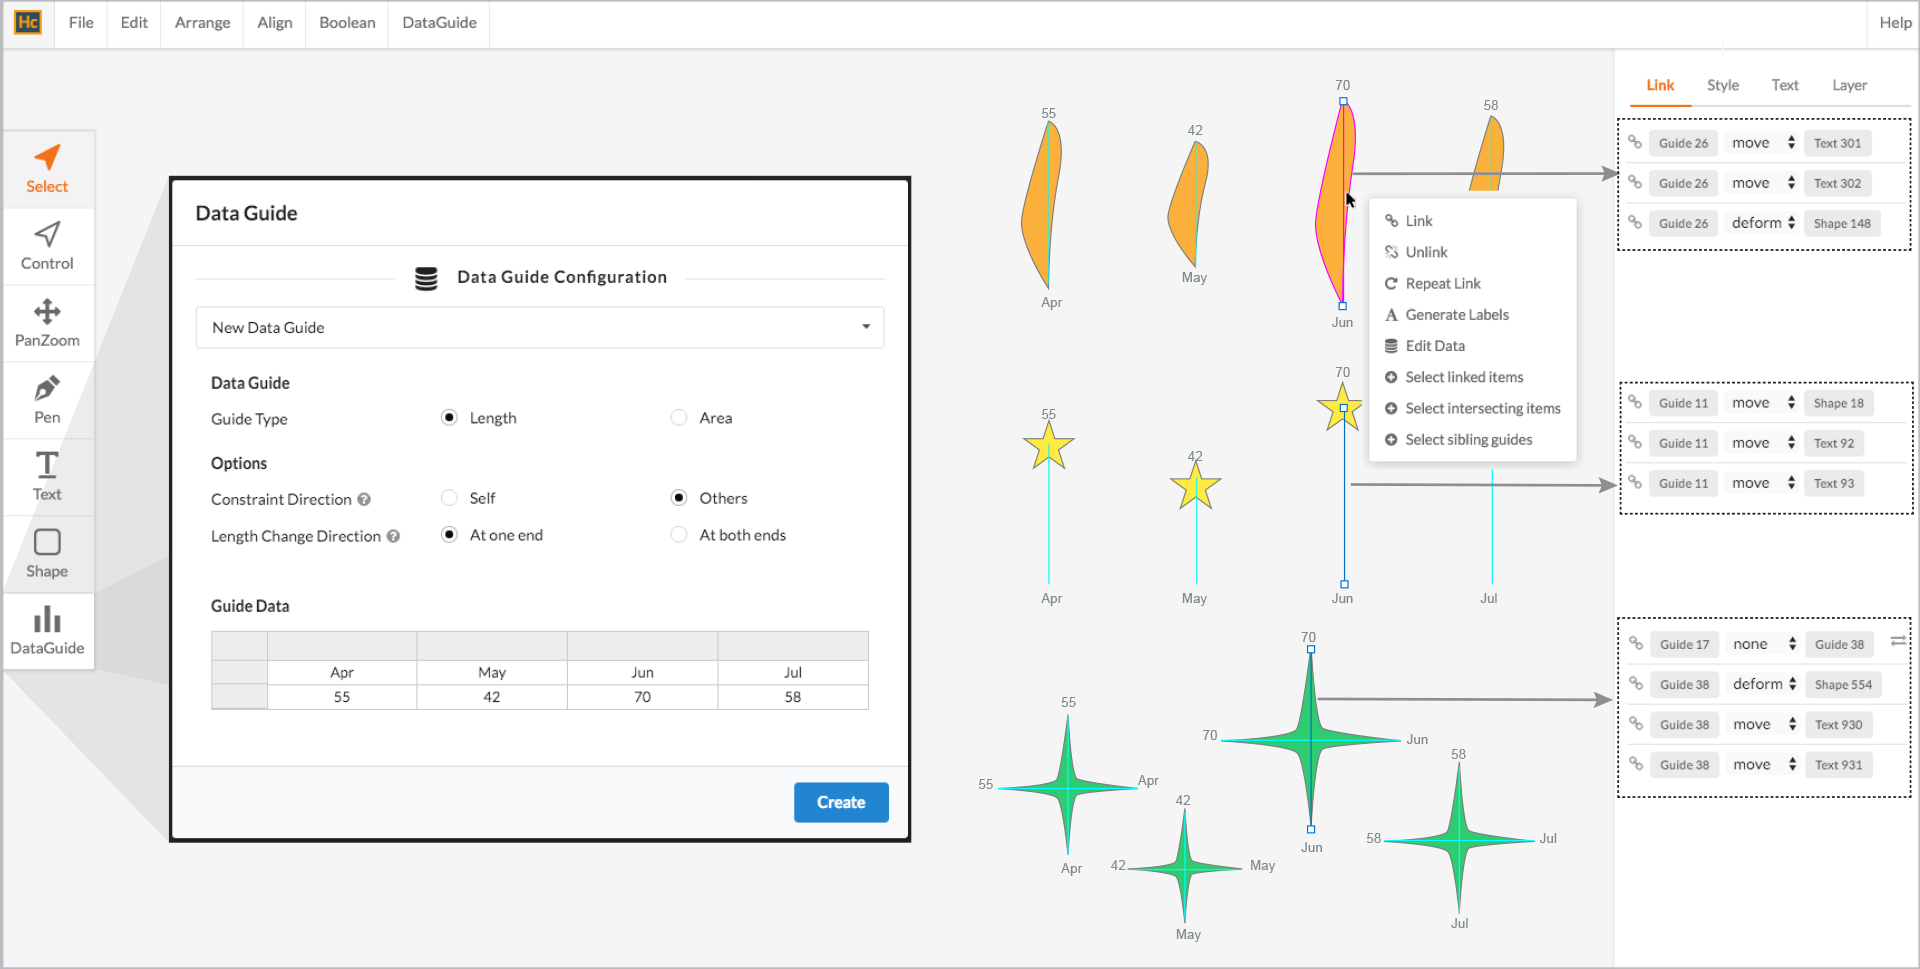 Hc File Edit Arrange Align Boolean DataGuide Help
Select
Control
PanZoom
Pen
Text
Shape
DataGuide
Data Guide
Data Guide Configuration
New Data Guide
Data Guide
Guide Type Length Area
Options
Constraint Direction ? Self Others
Length Change Direction ? At one end At both ends
Guide Data
Apr May Jun Jul
55 42 70 58
Create
55 42 70 58
Apr May Jun
Link
Unlink
Repeat Link
A Generate Labels
Edit Data
Select linked items
Select intersecting items
Select sibling guides
55 42 70
Apr May Jun Jul
55
55 Apr
Apr
42
42 May
May
70
70 Jun
Jun
58
58 Jul
Jul
Link Style Text Layer
Guide 26 move Text 301
Guide 26 move Text 302
Guide 26 deform Shape 148
Guide 11 move Shape 18
Guide 11 move Text 92
Guide 11 move Text 93
Guide 17 none Guide 38
Guide 38 deform Shape 554
Guide 38 move Text 930
Guide 38 move Text 931